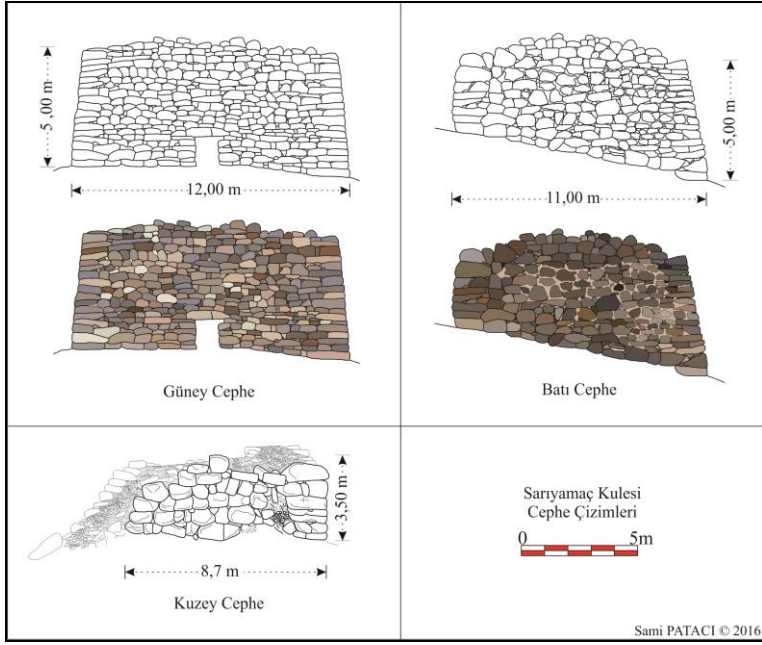 5,00 m
12,00 m
Güney Cephe
5,00 m
11,00 m
Batı Cephe
3,50 m
8,7 m
Kuzey Cephe
Sarıyamaç Kulesi
Cephe Çizimleri
0 5m
Sami PATACI © 2016